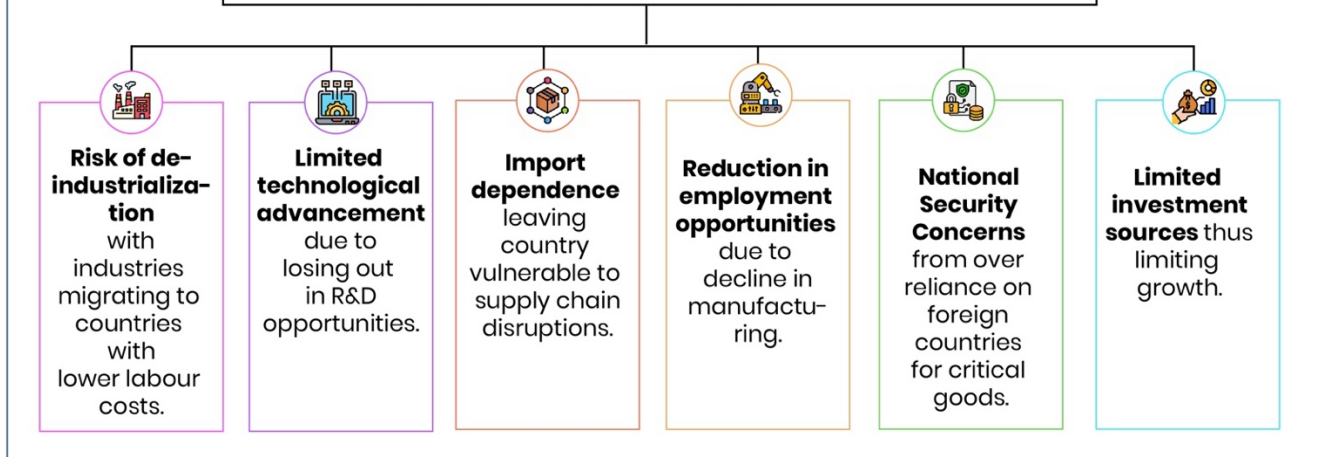 Risk of de-
industrializa-
tion
with
industries
migrating to
countries
with
lower labour
costs.
Limited
technological
advancement
due to
losing out
in R&D
opportunities.
Import
dependence
leaving
country
vulnerable to
supply chain
disruptions.
Reduction in
employment
opportunities
due to
decline in
manufactu-
ring.
National
Security
Concerns
from over
reliance on
foreign
countries
for critical
goods.
Limited
investment
sources thus
limiting
growth.